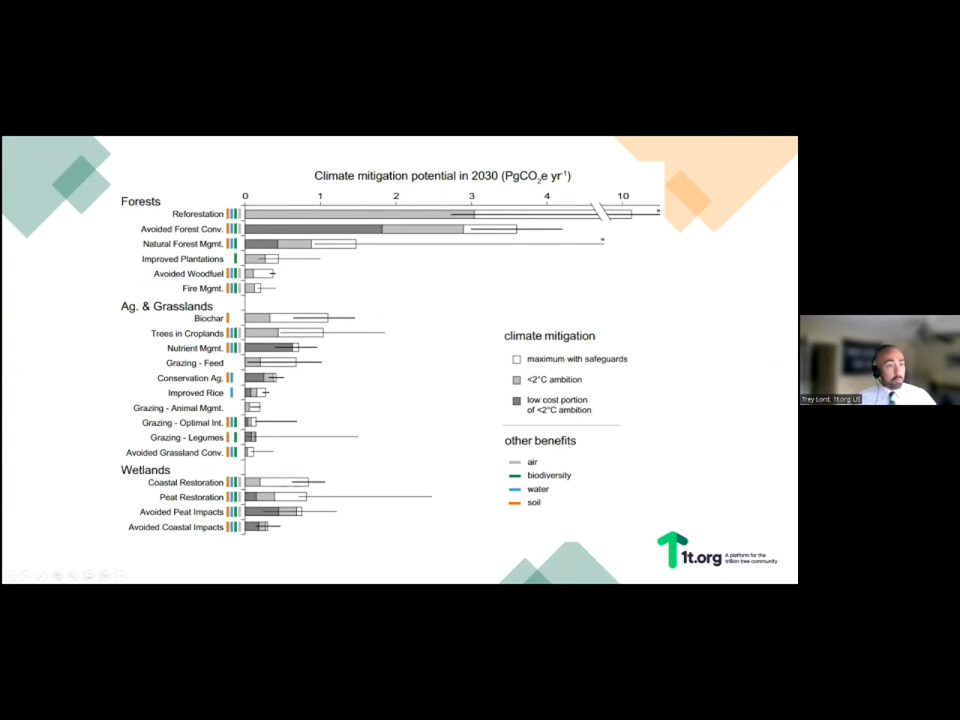 Climate mitigation potential in 2030 (PgCO₂e yr⁻¹)
0 1 2 3 4 10
Forests
Reforestation
Avoided Forest Conv.
Natural Forest Mgmt.
Improved Plantations
Avoided Woodfuel
Fire Mgmt.
Ag. & Grasslands
Biochar
Trees in Croplands
Nutrient Mgmt.
Grazing - Feed
Conservation Ag.
Improved Rice
Grazing - Animal Mgmt.
Grazing - Optimal Int.
Grazing - Legumes
Avoided Grassland Conv.
Wetlands
Coastal Restoration
Peat Restoration
Avoided Peat Impacts
Avoided Coastal Impacts
climate mitigation
maximum with safeguards
<2°C ambition
low cost portion
of <2°C ambition
other benefits
air
biodiversity
water
soil
1t.org
A platform for the
trillion tree community
Trey Lord, 1t.org US